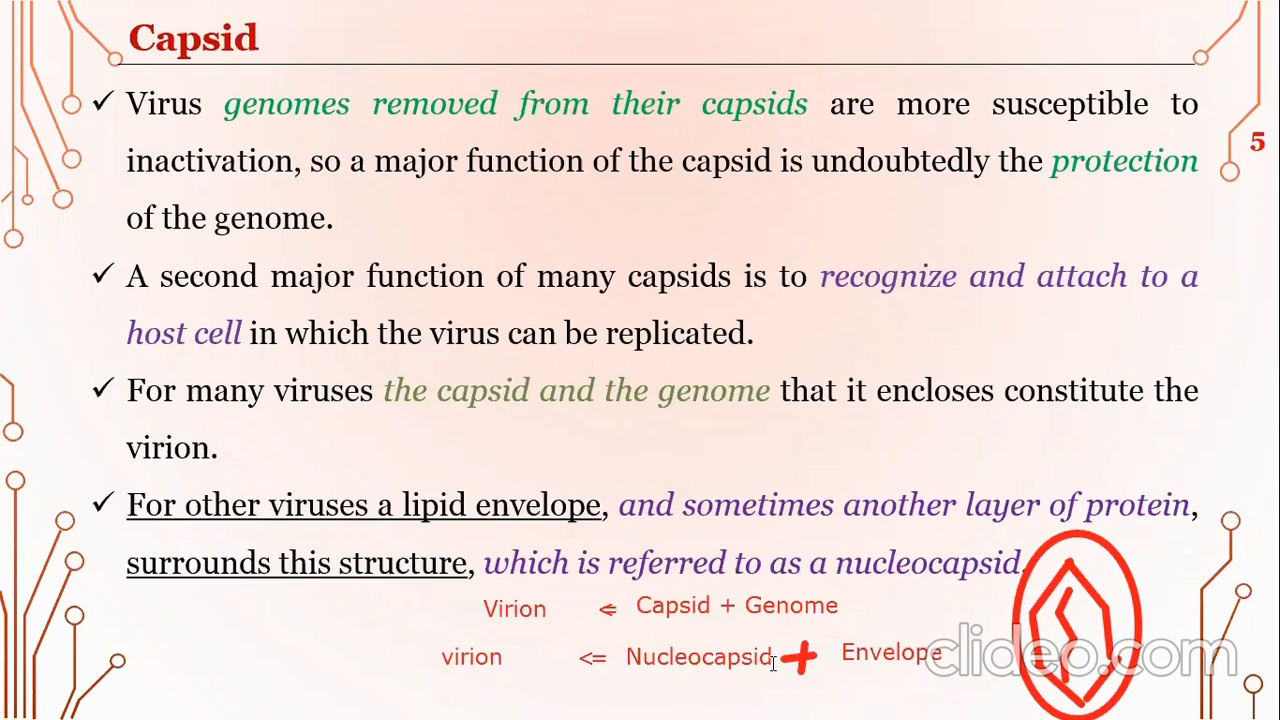 Capsid
✓ Virus genomes removed from their capsids are more susceptible to
inactivation, so a major function of the capsid is undoubtedly the protection
of the genome.
5
✓ A second major function of many capsids is to recognize and attach to a
host cell in which the virus can be replicated.
✓ For many viruses the capsid and the genome that it encloses constitute the
virion.
✓ For other viruses a lipid envelope, and sometimes another layer of protein,
surrounds this structure, which is referred to as a nucleocapsid.
Virion <= Capsid + Genome
virion <= Nucleocapsid + Envelope
clideo.com